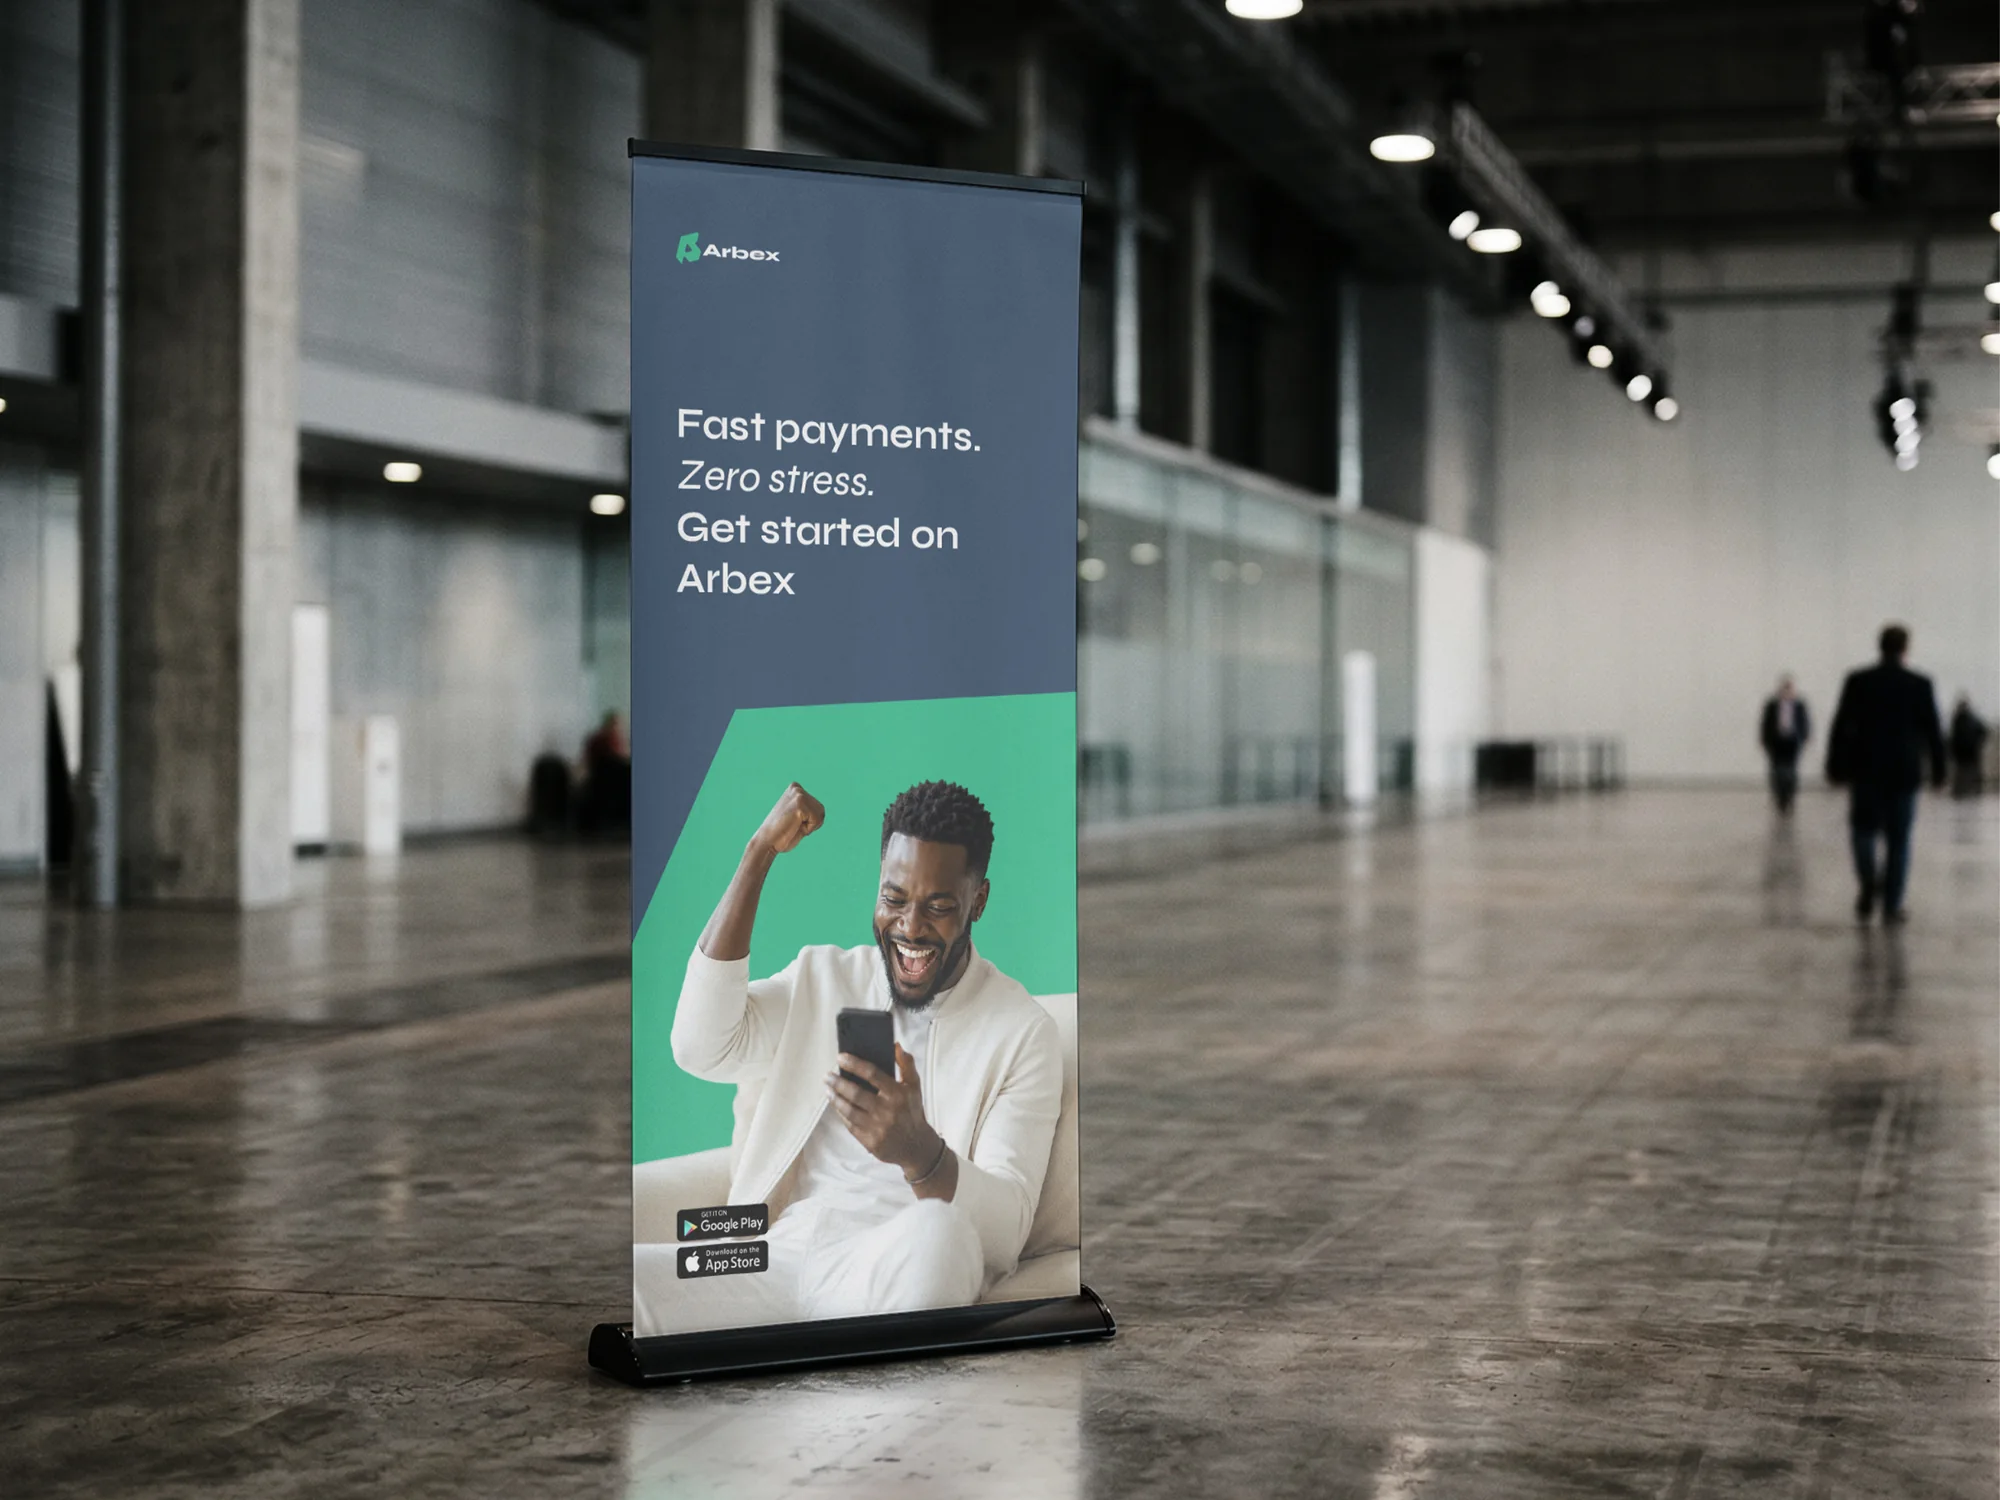 Arbex
Fast payments.
Zero stress.
Get started on
Arbex
GET IT ON
Google Play
Download on the
App Store